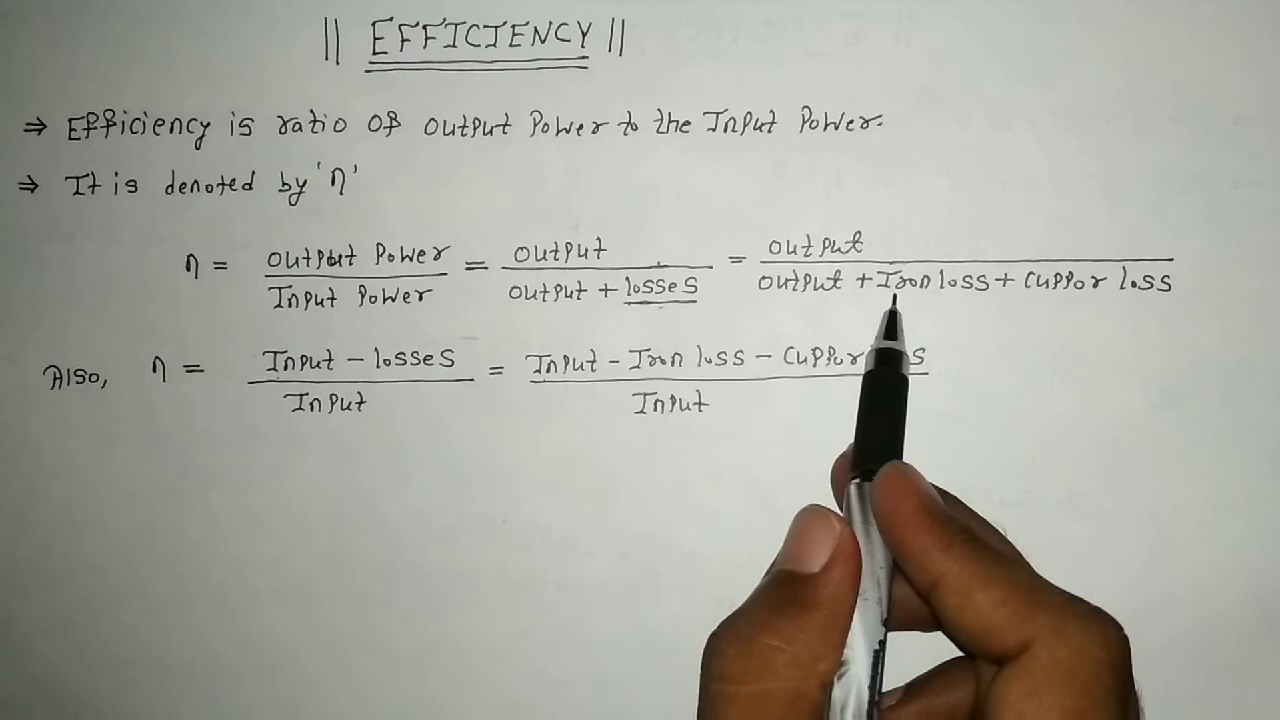 || EFFICIENCY ||
⇒ Efficiency is ratio of output Power to the Input Power.
⇒ It is denoted by 'η'
η = output Power / Input Power = output / output + losses = output / output + Iron loss + Cuppor loss
Also, η = Input - losses / Input = Input - Iron loss - Cuppor s / Input